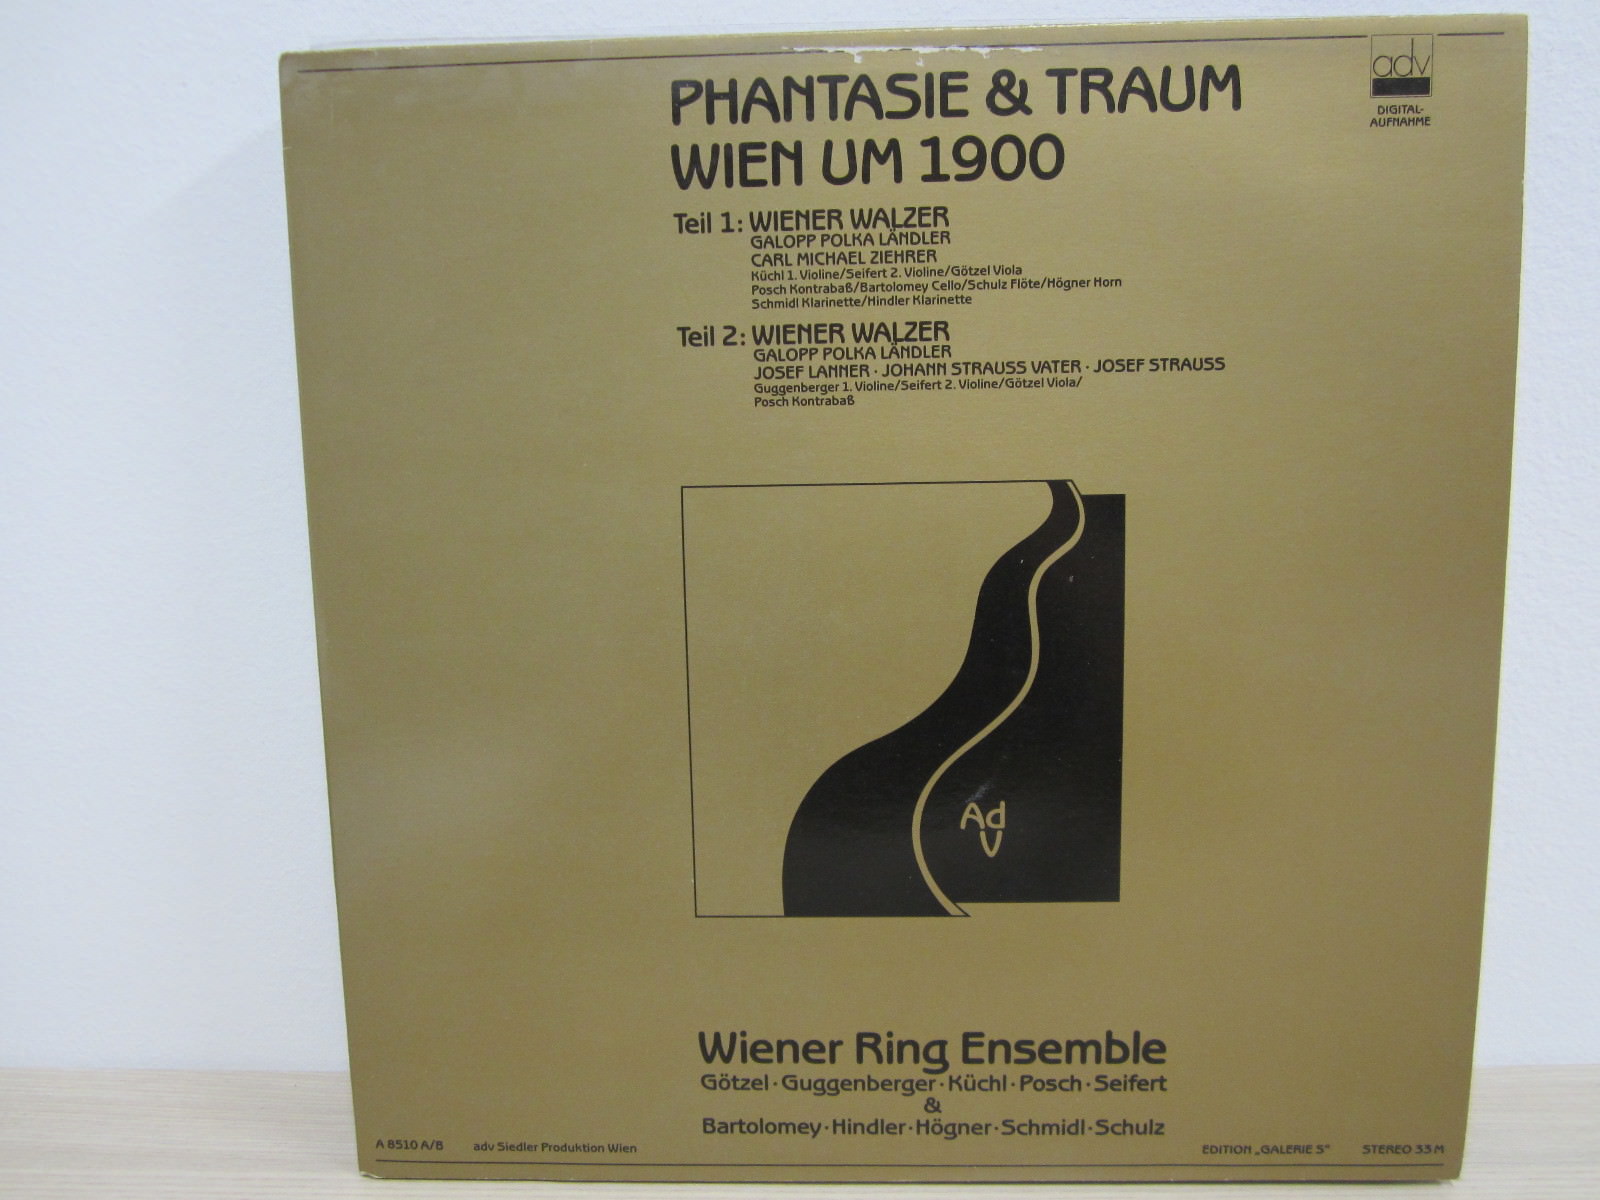 adv
DIGITAL-
AUFNAHME
PHANTASIE & TRAUM
WIEN UM 1900
Teil 1: WIENER WALZER
GALOPP POLKA LÄNDLER
CARL MICHAEL ZIEHRER
Küchl 1. Violine/Seifert 2. Violine/Götzel Viola
Posch Kontrabaß/Bartolomey Cello/Schulz Flöte/Högner Horn
Schmidl Klarinette/Hindler Klarinette
Teil 2: WIENER WALZER
GALOPP POLKA LÄNDLER
JOSEF LANNER · JOHANN STRAUSS VATER · JOSEF STRAUSS
Guggenberger 1. Violine/Seifert 2. Violine/Götzel Viola/
Posch Kontrabaß
Ad
V
Wiener Ring Ensemble
Götzel · Guggenberger · Küchl · Posch · Seifert
&
Bartolomey · Hindler · Högner · Schmidl · Schulz
A 8510 A/B adv Siedler Produktion Wien EDITION „GALERIE S“ STEREO 33 M